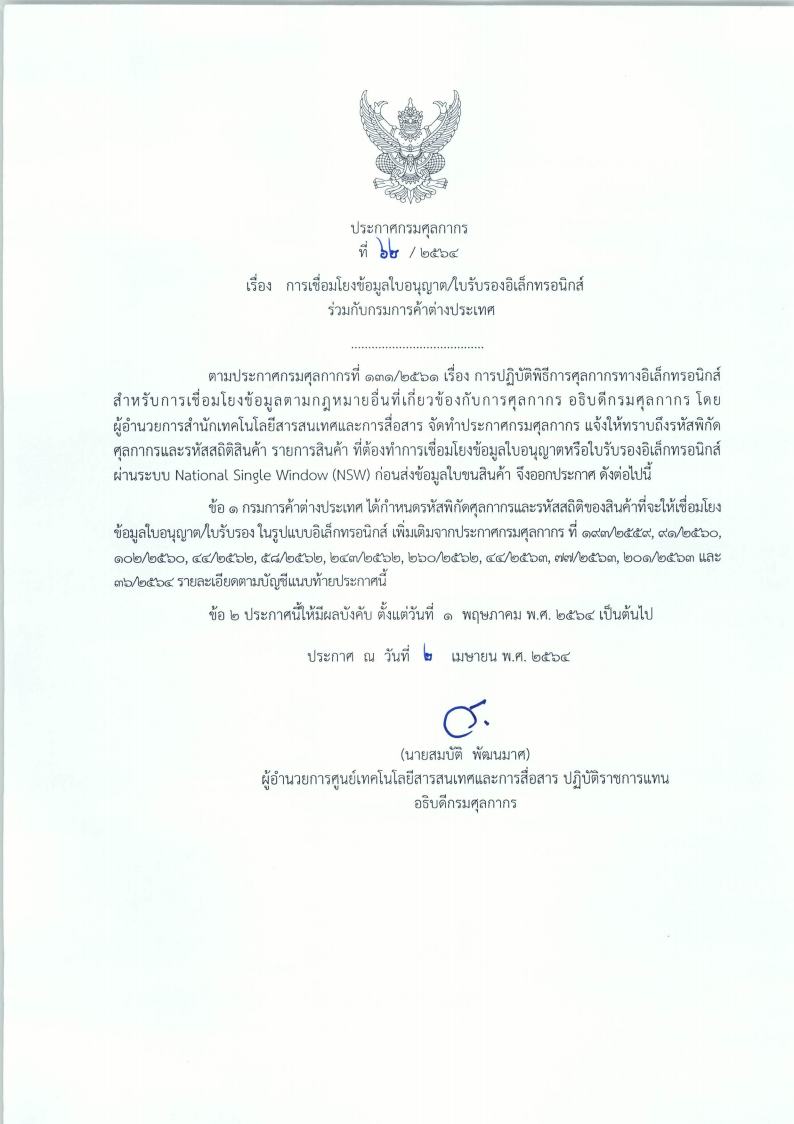 ประกาศกรมศุลกากร
ที่ ๖๒ / ๒๕๖๔
เรื่อง การเชื่อมโยงข้อมูลใบอนุญาต/ใบรับรองอิเล็กทรอนิกส์
ร่วมกับกรมการค้าต่างประเทศ
.......................................
ตามประกาศกรมศุลกากรที่ ๑๓๑/๒๕๖๑ เรื่อง การปฏิบัติพิธีการศุลกากรทางอิเล็กทรอนิกส์
สำหรับการเชื่อมโยงข้อมูลตามกฎหมายอื่นที่เกี่ยวข้องกับการศุลกากร อธิบดีกรมศุลกากร โดย
ผู้อำนวยการสำนักเทคโนโลยีสารสนเทศและการสื่อสาร จัดทำประกาศกรมศุลกากร แจ้งให้ทราบถึงรหัสพิกัด
ศุลกากรและรหัสสถิติสินค้า รายการสินค้า ที่ต้องทำการเชื่อมโยงข้อมูลใบอนุญาตหรือใบรับรองอิเล็กทรอนิกส์
ผ่านระบบ National Single Window (NSW) ก่อนส่งข้อมูลใบขนสินค้า จึงออกประกาศ ดังต่อไปนี้
ข้อ ๑ กรมการค้าต่างประเทศ ได้กำหนดรหัสพิกัดศุลกากรและรหัสสถิติของสินค้าที่จะให้เชื่อมโยง
ข้อมูลใบอนุญาต/ใบรับรอง ในรูปแบบอิเล็กทรอนิกส์ เพิ่มเติมจากประกาศกรมศุลกากร ที่ ๑๙๓/๒๕๕๙, ๙๑/๒๕๖๐,
๑๐๒/๒๕๖๐, ๔๔/๒๕๖๒, ๕๘/๒๕๖๒, ๒๔๓/๒๕๖๒, ๒๖๐/๒๕๖๒, ๔๔/๒๕๖๓, ๗๗/๒๕๖๓, ๒๐๑/๒๕๖๓ และ
๓๖/๒๕๖๔ รายละเอียดตามบัญชีแนบท้ายประกาศนี้
ข้อ ๒ ประกาศนี้ให้มีผลบังคับ ตั้งแต่วันที่ ๑ พฤษภาคม พ.ศ. ๒๕๖๔ เป็นต้นไป
ประกาศ ณ วันที่ ๒ เมษายน พ.ศ. ๒๕๖๔
(นายสมบัติ พัฒนมาศ)
ผู้อำนวยการศูนย์เทคโนโลยีสารสนเทศและการสื่อสาร ปฏิบัติราชการแทน
อธิบดีกรมศุลกากร